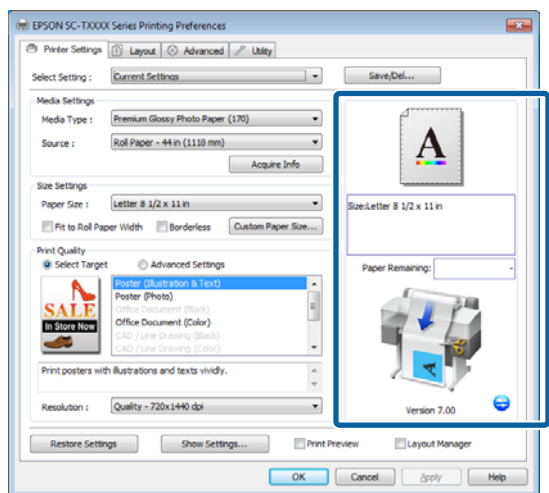 EPSON SC-TXXXX Series Printing Preferences
Printer Settings Layout Advanced Utility
Select Setting : Current Settings Save/Del...
Media Settings
Media Type : Premium Glossy Photo Paper (170)
Source : Roll Paper - 44 in (1118 mm)
Acquire Info
A
Size Settings
Paper Size : Letter 8 1/2 x 11 in
Size:Letter 8 1/2 x 11 in
Fit to Roll Paper Width Borderless Custom Paper Size...
Print Quality
Select Target Advanced Settings
Paper Remaining: -
SALE
In Store Now
Poster (Illustration & Text)
Poster (Photo)
Office Document (Black)
Office Document (Color)
CAD / Line Drawing (Black)
CAD / Line Drawing (Color)
A
Print posters with illustrations and texts vividly.
Resolution : Quality - 720x1440 dpi
Version 7.00
Restore Settings Show Settings... Print Preview Layout Manager
OK Cancel Apply Help